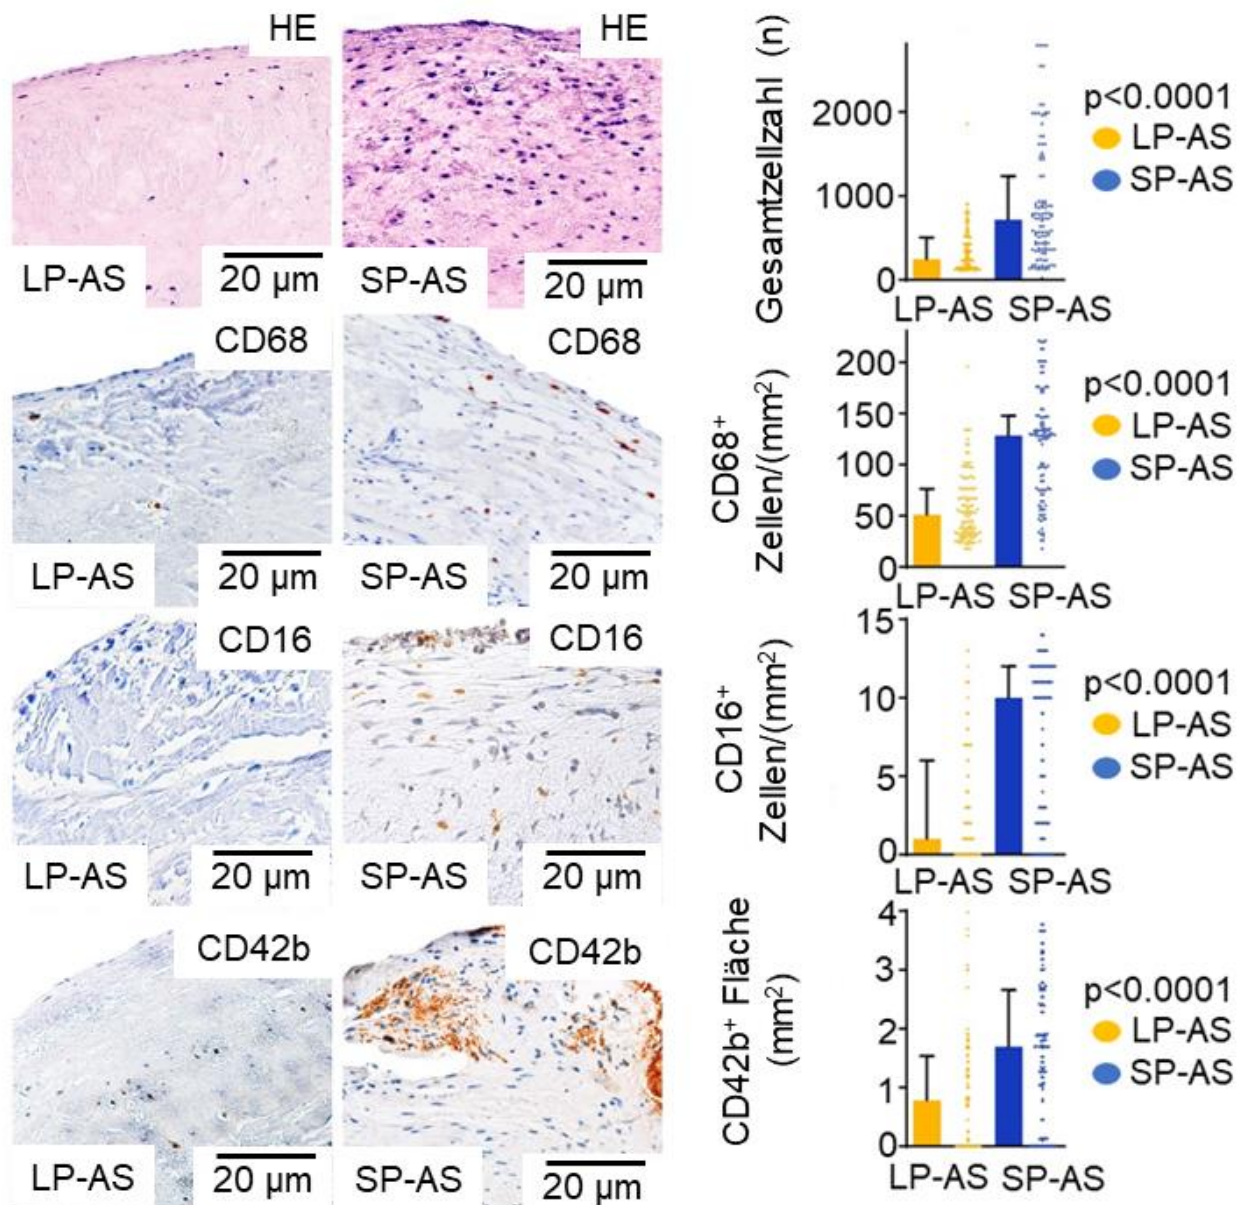 HE
LP-AS
20 µm
HE
SP-AS
20 µm
Gesamtzellzahl (n)
2000
1000
0
LP-AS SP-AS
p<0.0001
LP-AS
SP-AS
CD68
LP-AS
20 µm
CD68
SP-AS
20 µm
CD68⁺
Zellen/(mm²)
200
150
100
50
0
LP-AS SP-AS
p<0.0001
LP-AS
SP-AS
CD16
LP-AS
20 µm
CD16
SP-AS
20 µm
CD16⁺
Zellen/(mm²)
15
10
5
0
LP-AS SP-AS
p<0.0001
LP-AS
SP-AS
CD42b
LP-AS
20 µm
CD42b
SP-AS
20 µm
CD42b⁺ Fläche
(mm²)
4
3
2
1
0
LP-AS SP-AS
p<0.0001
LP-AS
SP-AS